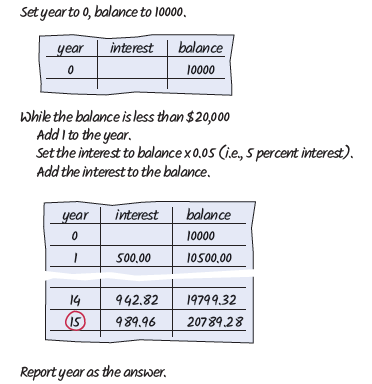 Set year to 0, balance to 10000.
year interest balance
0 10000
While the balance is less than $20,000
Add 1 to the year.
Set the interest to balance x 0.05 (i.e., 5 percent interest).
Add the interest to the balance.
year interest balance
0 10000
1 500.00 10500.00
14 942.82 19799.32
15 989.96 20789.28
Report year as the answer.